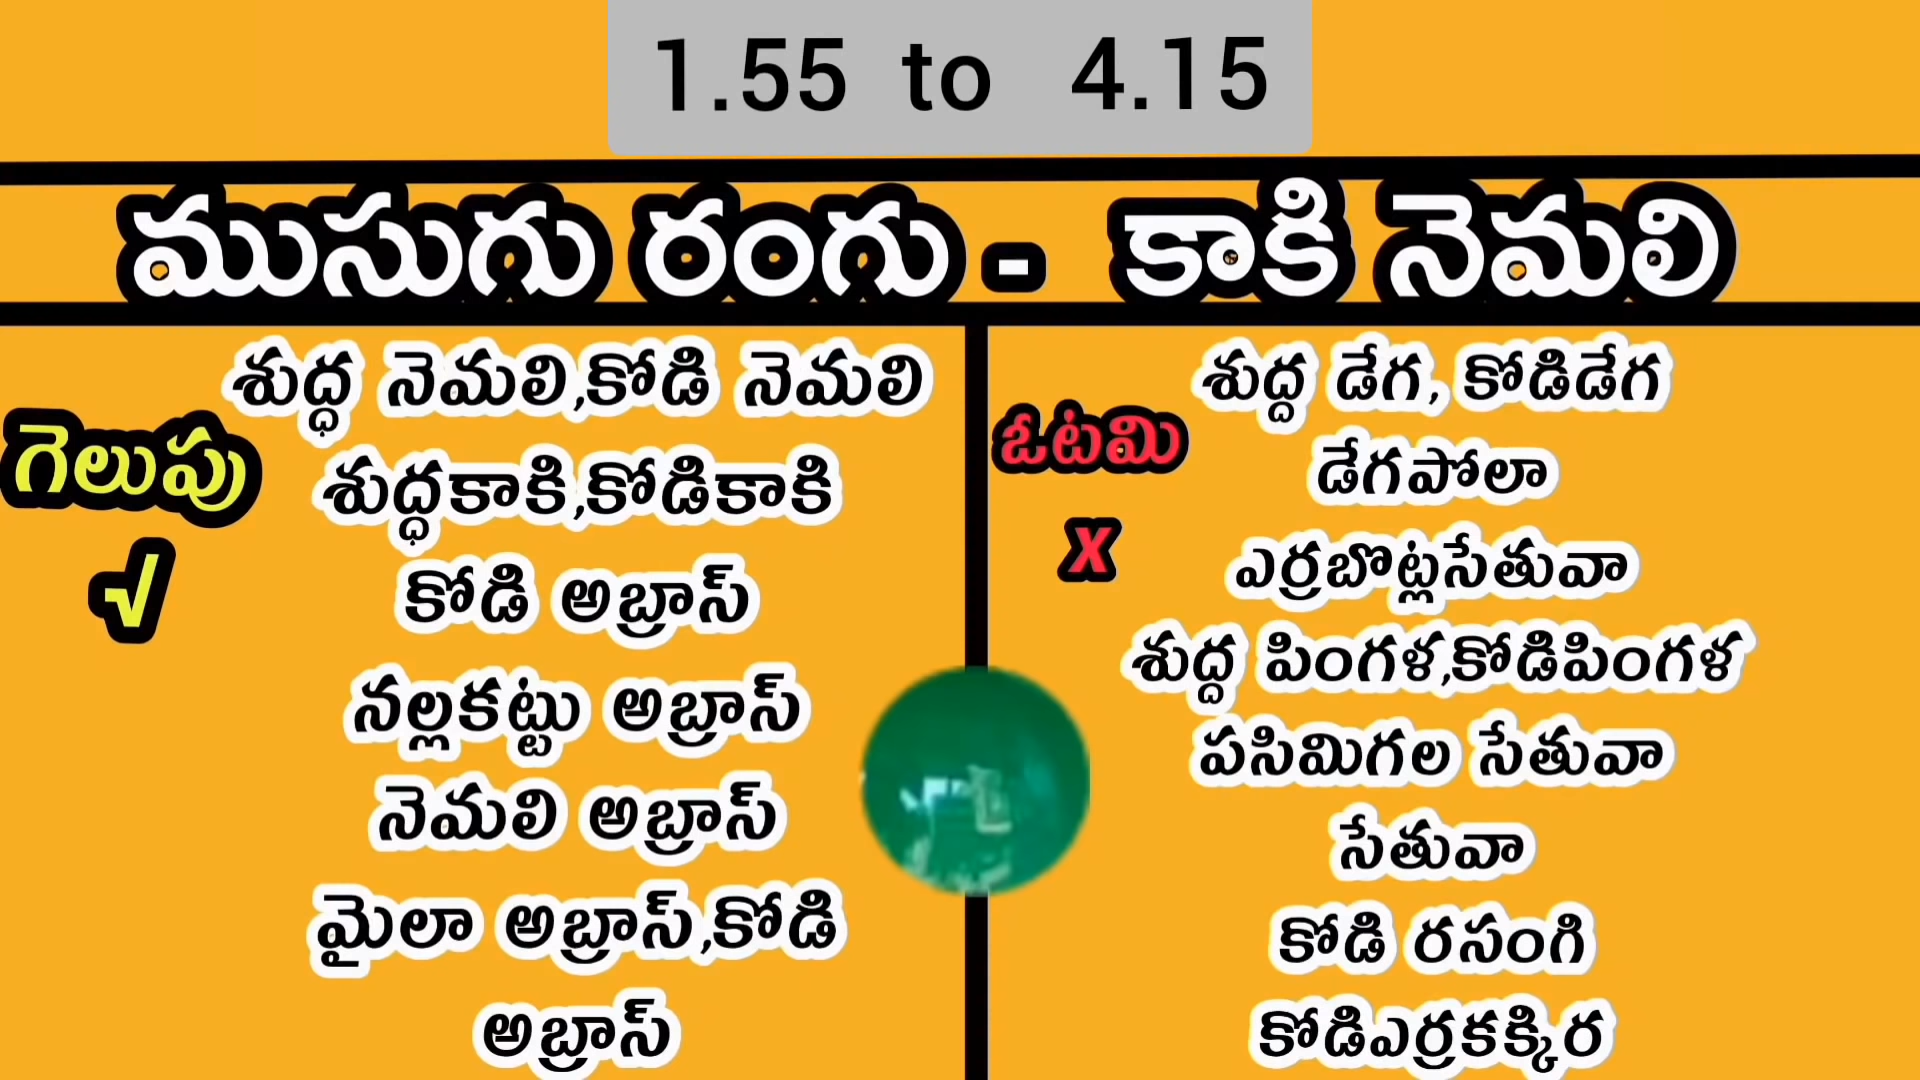 1.55 to 4.15
ముసుగు రంగు - కాకి నెమలి
గెలుపు
√
శుద్ధ నెమలి,కోడి నెమలి
శుద్ధకాకి,కోడికాకి
కోడి అబ్రాస్
నల్లకట్టు అబ్రాస్
నెమలి అబ్రాస్
మైలా అబ్రాస్,కోడి
అబ్రాస్
ఓటమి
x
శుద్ద డేగ, కోడిడేగ
డేగపోలా
ఎర్రబొట్లసేతువా
శుద్ద పింగళ,కోడిపింగళ
పసిమిగల సేతువా
సేతువా
కోడి రసంగి
కోడిఎర్రకక్కిర